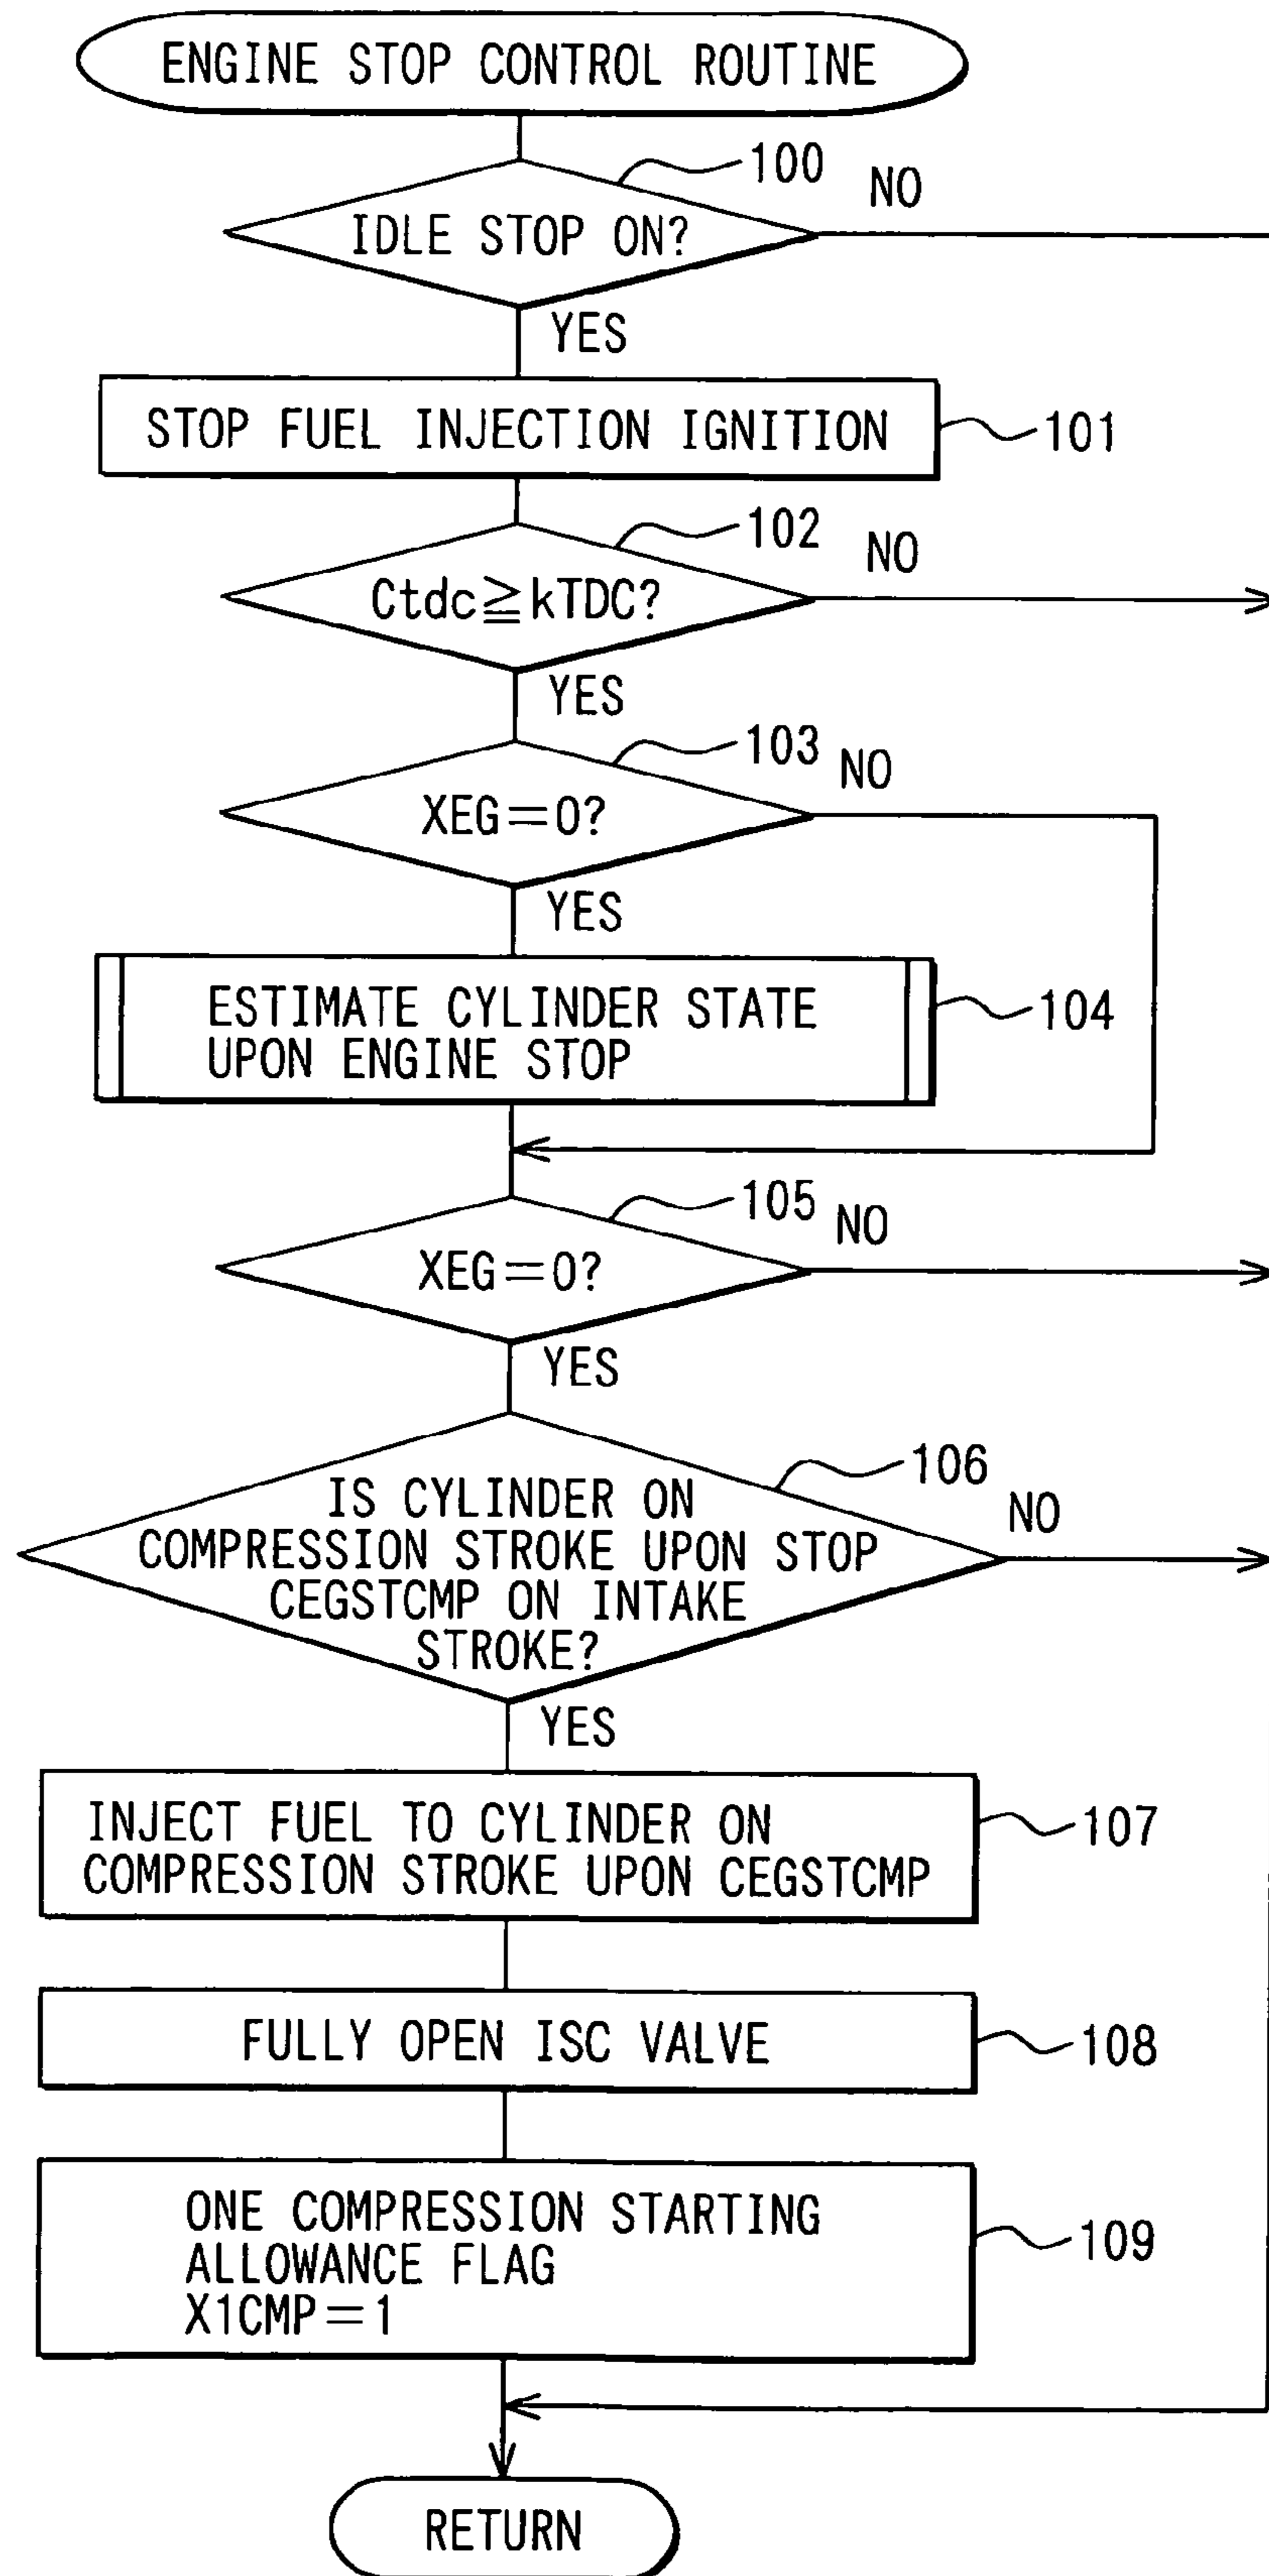 ENGINE STOP CONTROL ROUTINE
100
NO
IDLE STOP ON?
YES
STOP FUEL INJECTION IGNITION
101
102
NO
Ctdc≧kTDC?
YES
103
NO
XEG=0?
YES
ESTIMATE CYLINDER STATE
UPON ENGINE STOP
104
105
NO
XEG=0?
YES
106
NO
IS CYLINDER ON
COMPRESSION STROKE UPON STOP
CEGSTCMP ON INTAKE
STROKE?
YES
INJECT FUEL TO CYLINDER ON
COMPRESSION STROKE UPON CEGSTCMP
107
FULLY OPEN ISC VALVE
108
ONE COMPRESSION STARTING
ALLOWANCE FLAG
X1CMP=1
109
RETURN